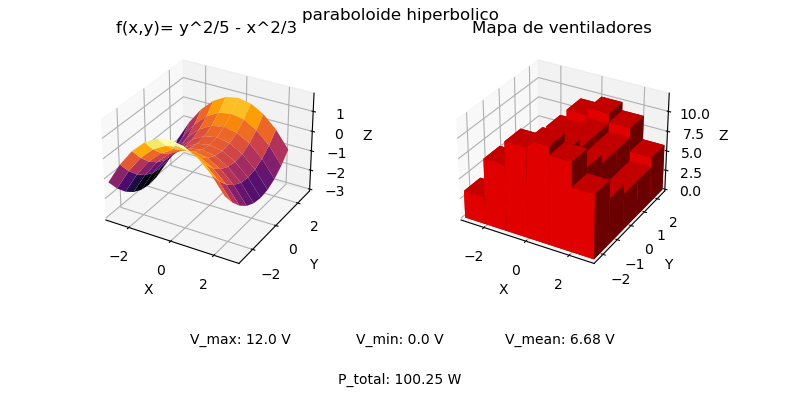 paraboloide hiperbolico
f(x,y)= y^2/5 - x^2/3
Mapa de ventiladores
1
0
−1
−2
−3
Z
−2
0
2
X
−2
0
2
Y
10.0
7.5
5.0
2.5
0.0
Z
−2
0
2
X
−2
−1
0
1
2
Y
V_max: 12.0 V
V_min: 0.0 V
V_mean: 6.68 V
P_total: 100.25 W